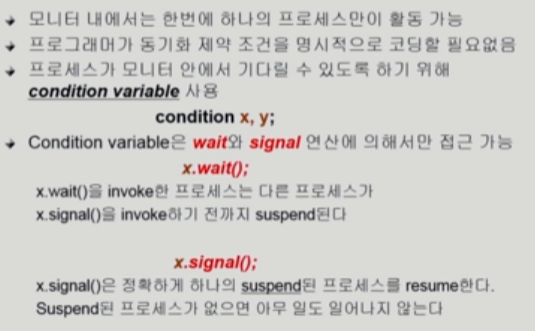 모니터 내에서는 한번에 하나의 프로세스만이 활동 가능
프로그래머가 동기화 제약 조건을 명시적으로 코딩할 필요없음
프로세스가 모니터 안에서 기다릴 수 있도록 하기 위해
condition variable 사용
condition x, y;
Condition variable은 wait와 signal 연산에 의해서만 접근 가능
x.wait();
x.wait()을 invoke한 프로세스는 다른 프로세스가
x.signal()을 invoke하기 전까지 suspend된다
x.signal();
x.signal()은 정확하게 하나의 suspend된 프로세스를 resume한다.
Suspend된 프로세스가 없으면 아무 일도 일어나지 않는다